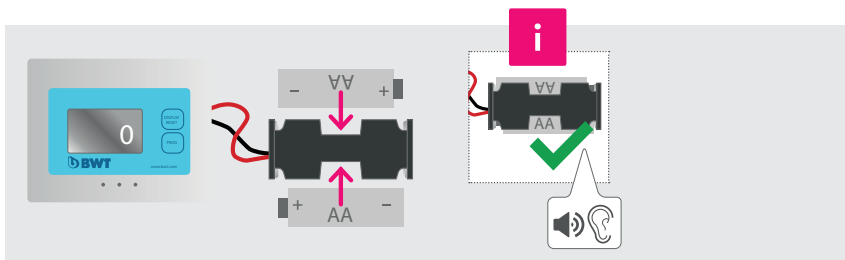 DISPLAY
RESET
PROG
0
BWT
www.bwt.com
- AA +
+ AA -
i
AA
AA